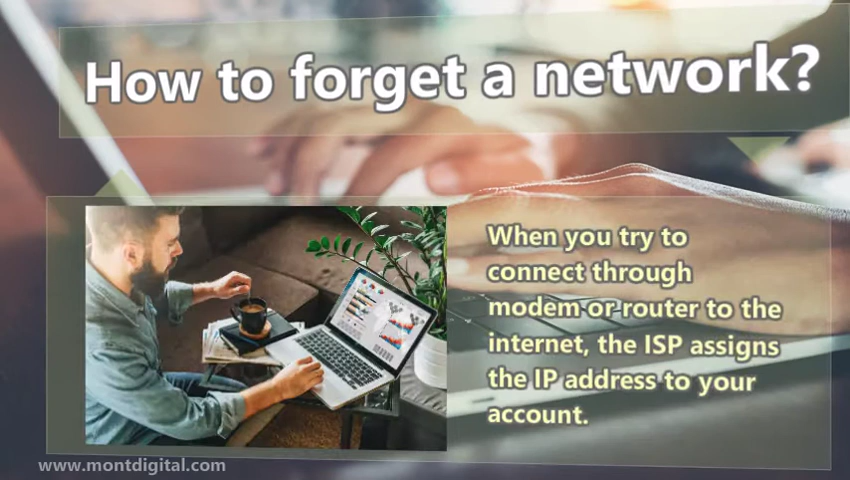 How to forget a network?
When you try to
connect through
modem or router to the
internet, the ISP assigns
the IP address to your
account.
www.montdigital.com